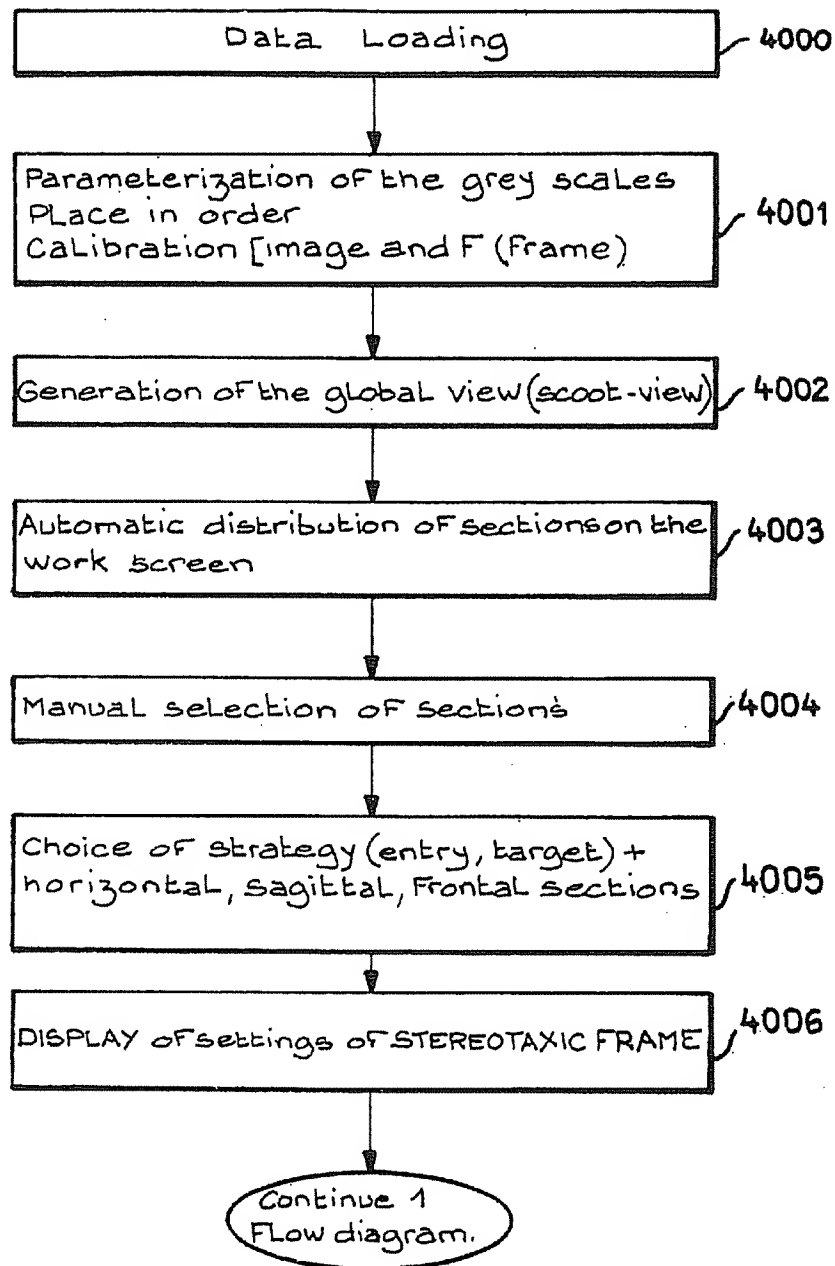 Data Loading
4000
Parameterization of the grey scales
Place in order
Calibration [image and F (Frame)
4001
Generation of the global view (scoot-view)
4002
Automatic distribution of sections on the
work screen
4003
Manual selection of sections
4004
Choice of strategy (entry, target) +
horizontal, sagittal, Frontal sections
4005
DISPLAY of settings of STEREOTAXIC FRAME
4006
Continue 1
Flow diagram.